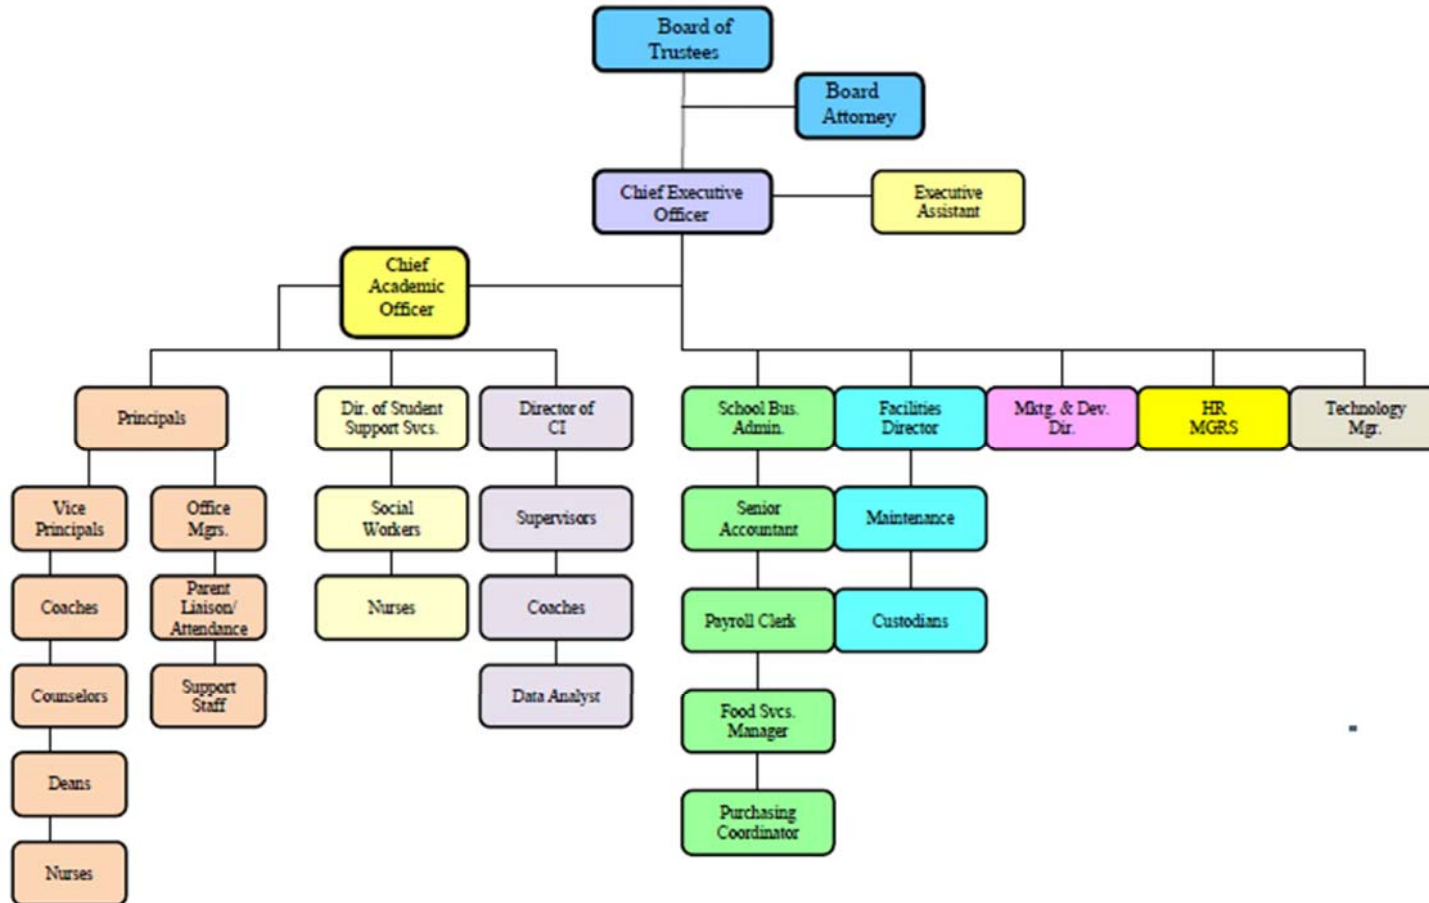 Board of
Trustees
Board
Attorney
Chief Executive
Officer
Executive
Assistant
Chief
Academic
Officer
Principals
Dir. of Student
Support Svcs.
Director of
CI
School Bus.
Admin.
Facilities
Director
Mktg. & Dev.
Dir.
HR
MGRS
Technology
Mgr.
Vice
Principals
Office
Mgrs.
Social
Workers
Supervisors
Senior
Accountant
Maintenance
Coaches
Parent
Liaison/
Attendance
Nurses
Coaches
Payroll Clerk
Custodians
Counselors
Support
Staff
Data Analyst
Food Svcs.
Manager
Deans
Purchasing
Coordinator
Nurses